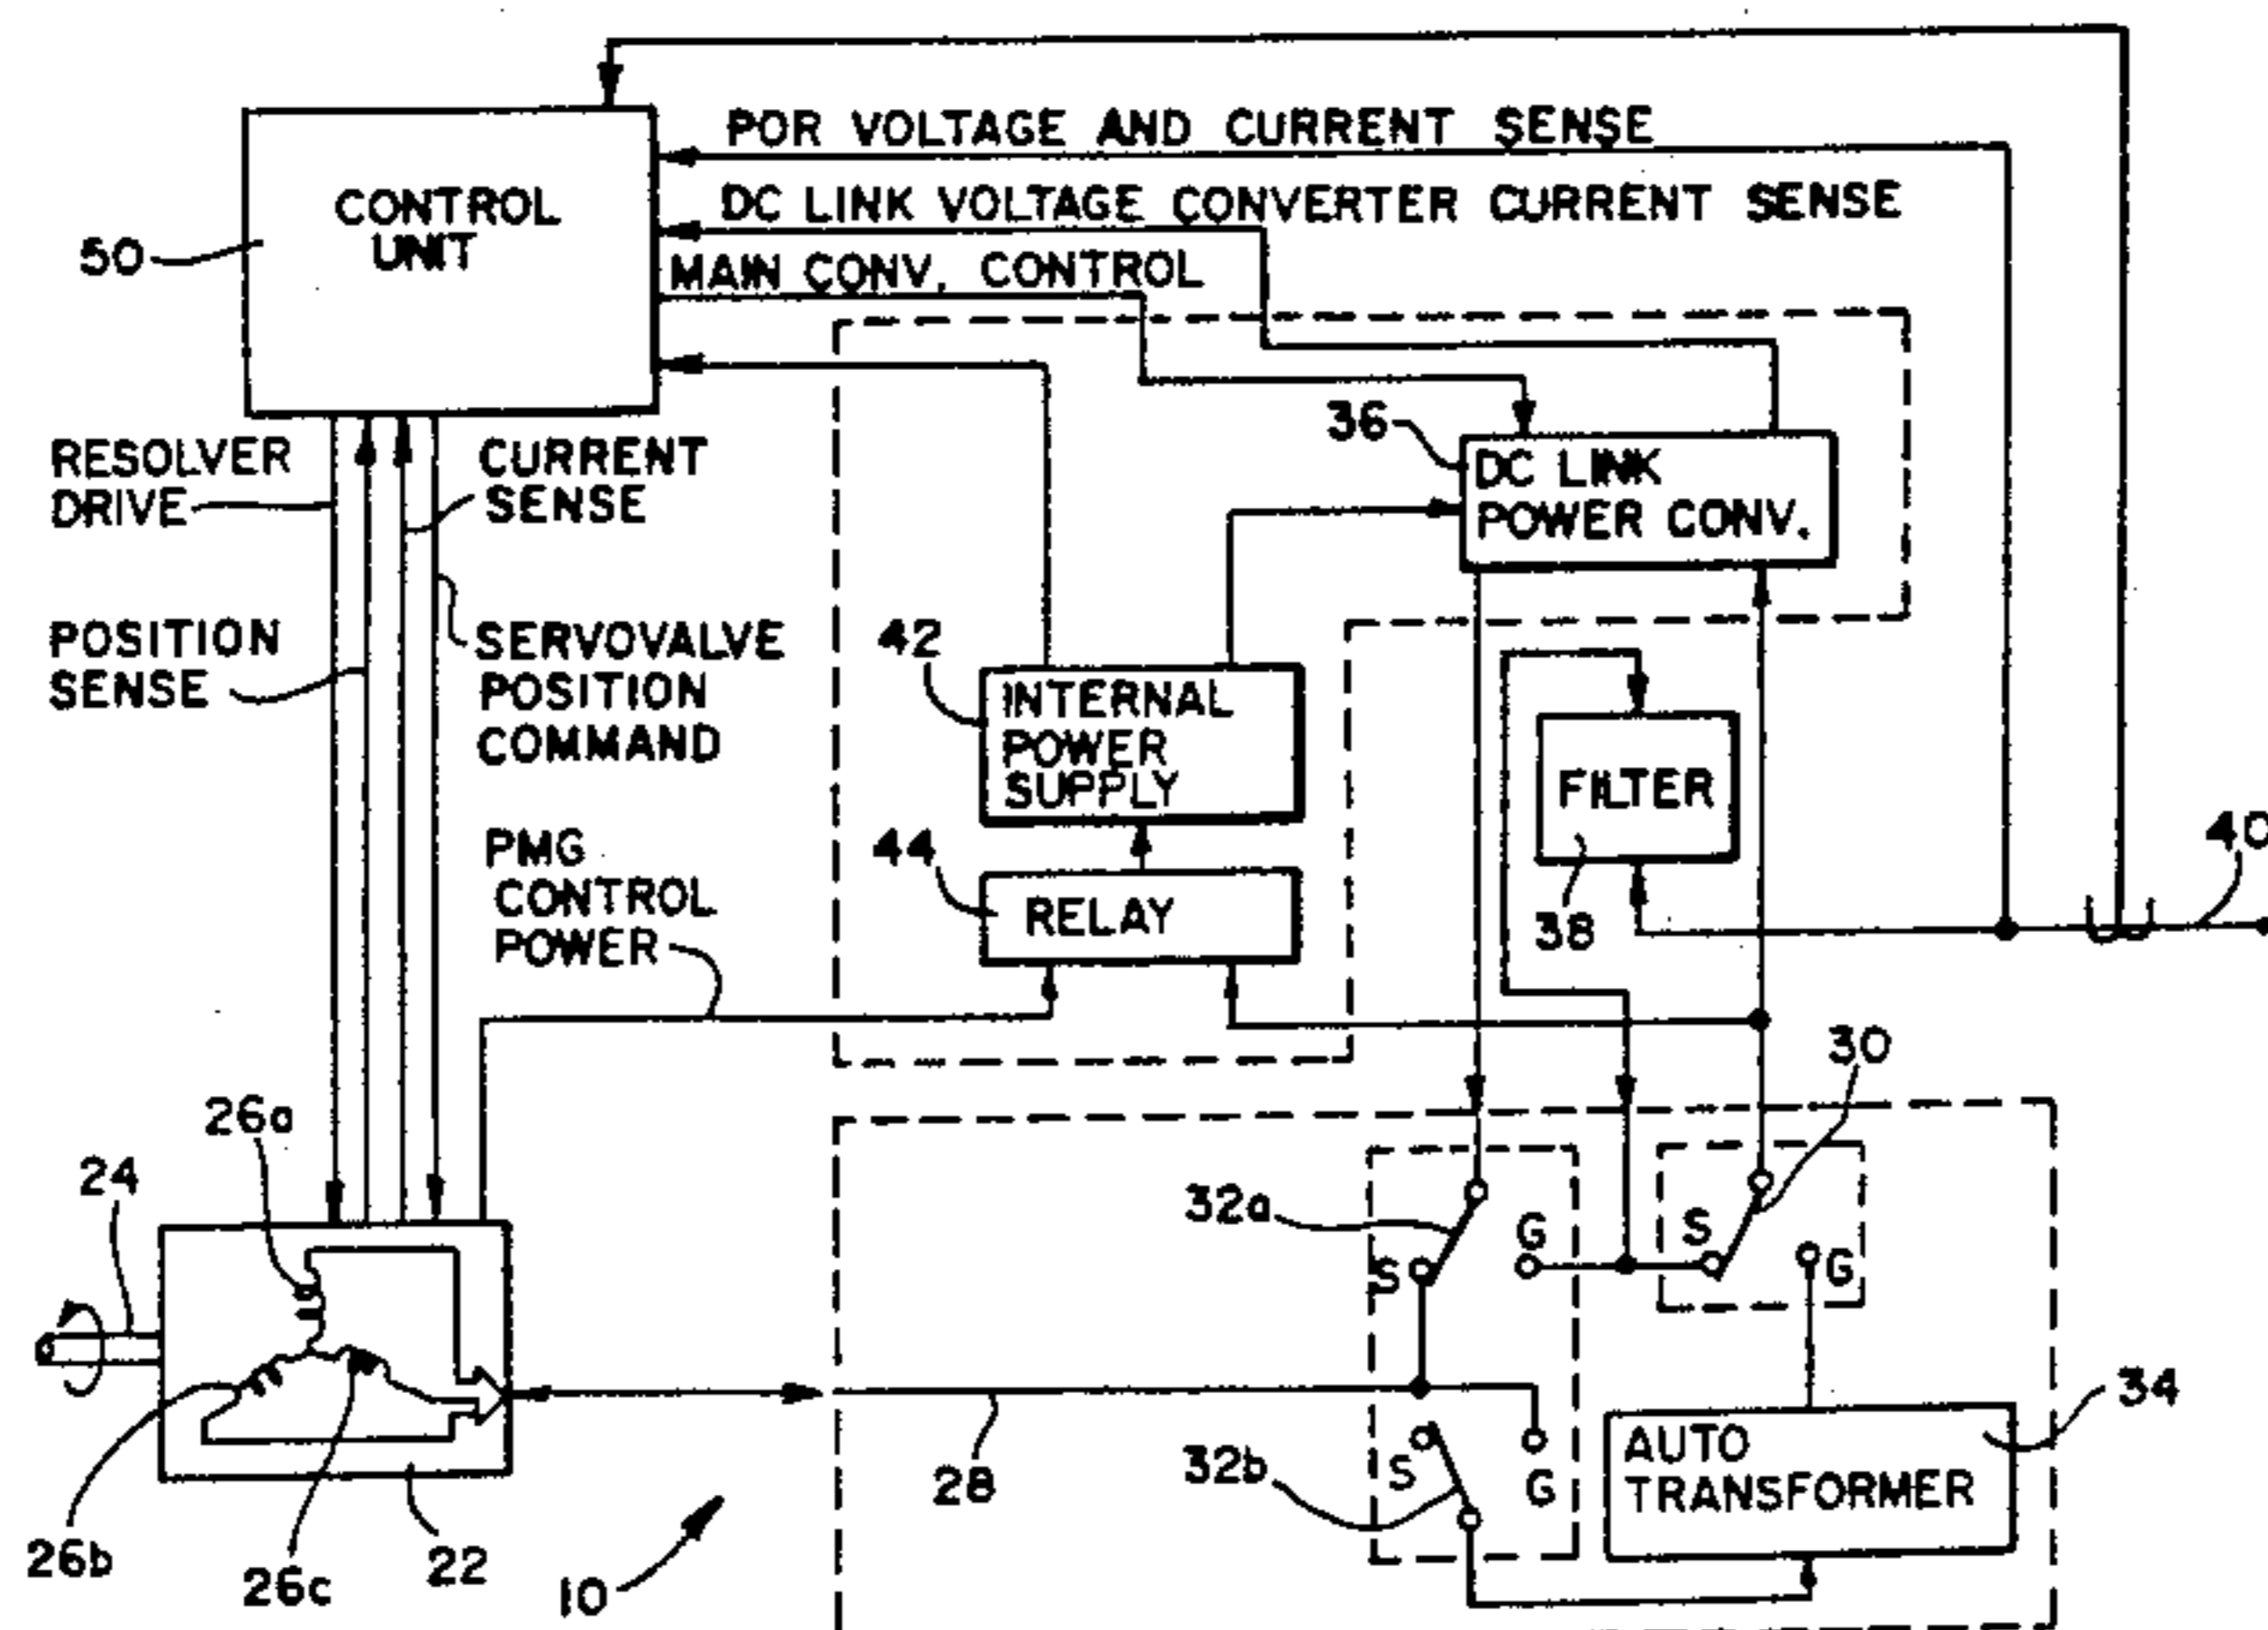 POR VOLTAGE AND CURRENT SENSE
CONTROL
UNIT
50
DC LINK VOLTAGE CONVERTER CURRENT SENSE
MAIN CONV. CONTROL
36
DC LINK
POWER CONV.
RESOLVER
DRIVE
CURRENT
SENSE
POSITION
SENSE
SERVOVALVE
POSITION
COMMAND
42
INTERNAL
POWER
SUPPLY
FILTER
38
40
PMG
CONTROL
POWER
44
RELAY
30
26a
24
32a
S
G
S
G
34
AUTO
TRANSFORMER
32b
S
G
28
26b
26c
22
10